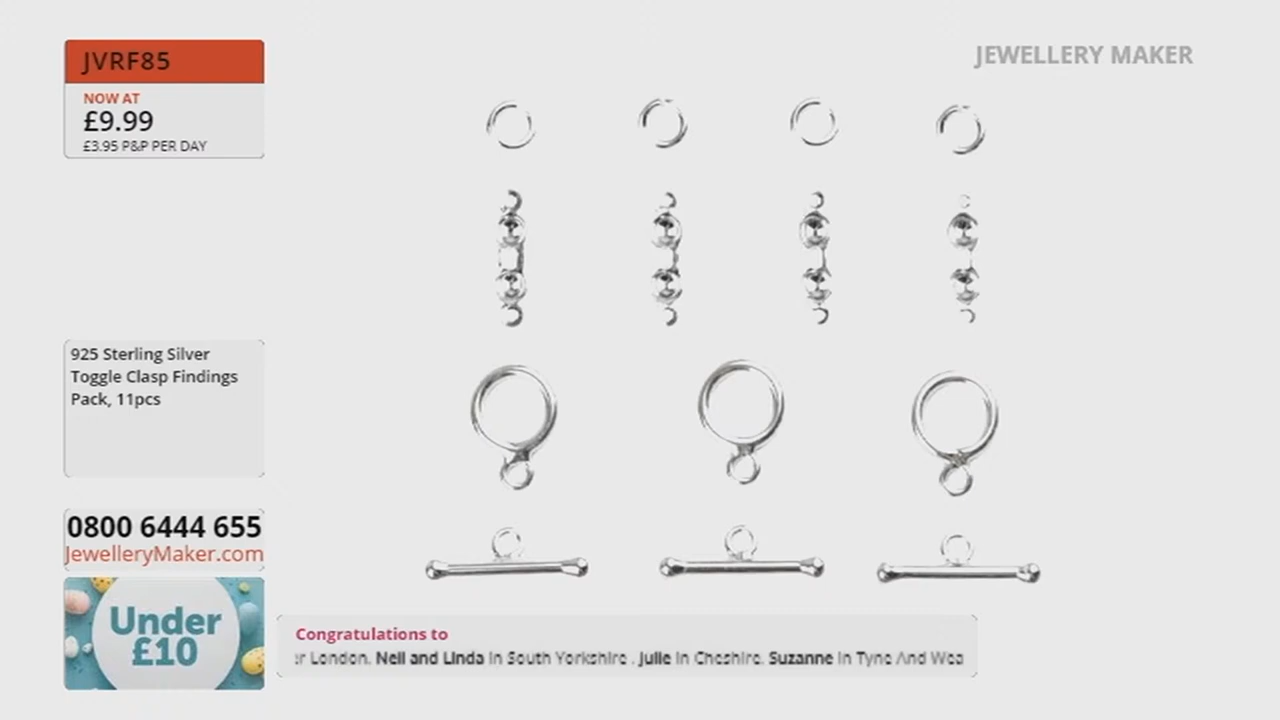 JVRF85
NOW AT
£9.99
£3.95 P&P PER DAY
JEWELLERY MAKER
925 Sterling Silver
Toggle Clasp Findings
Pack, 11pcs
0800 6444 655
JewelleryMaker.com
Under
£10
Congratulations to
er London. Neil and Linda in South Yorkshire . Julie in Cheshire. Suzanne in Tyne And Wea